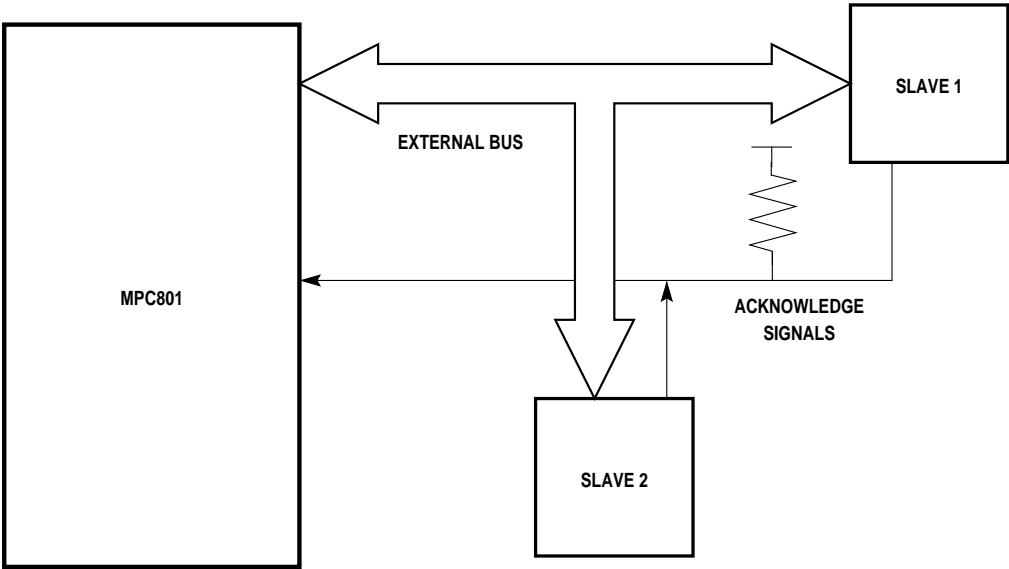 SLAVE 1
EXTERNAL BUS
MPC801
ACKNOWLEDGE
SIGNALS
SLAVE 2